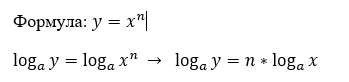 Формула: y = xⁿ
logₐ y = logₐ xⁿ → logₐ y = n * logₐ x